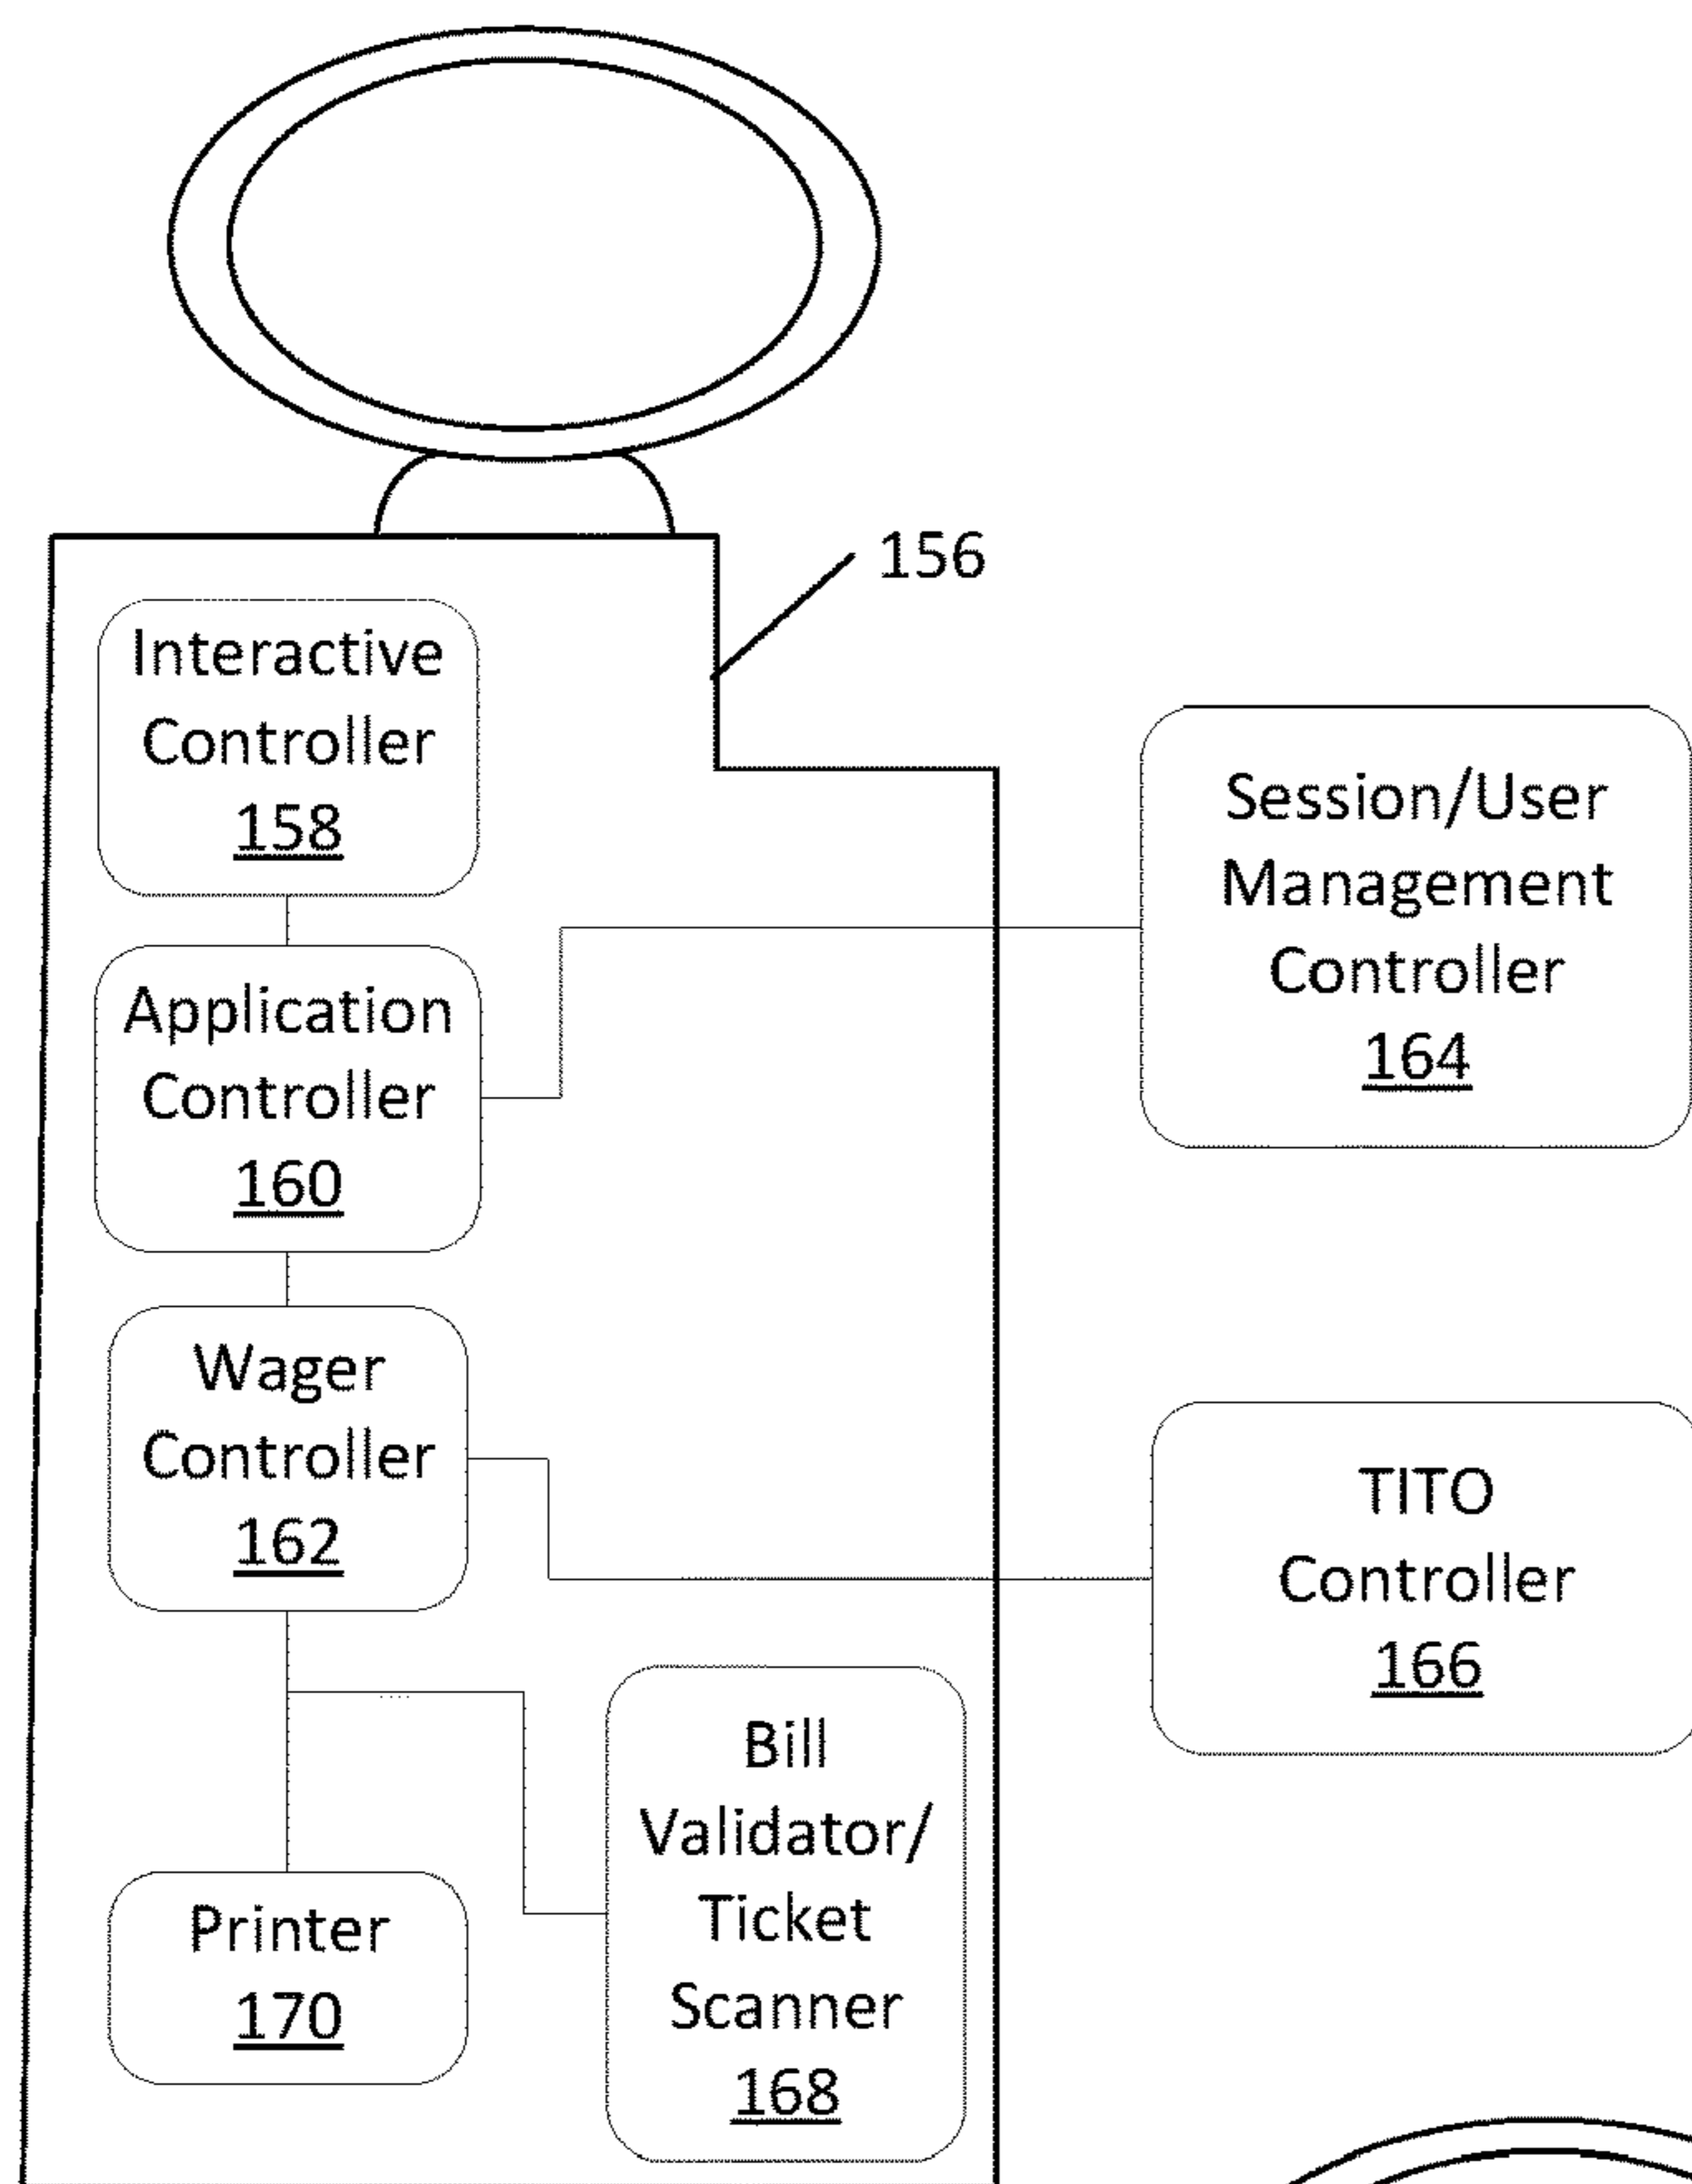 156
Interactive
Controller
158
Session/User
Management
Controller
164
Application
Controller
160
Wager
Controller
162
TITO
Controller
166
Bill
Validator/
Ticket
Scanner
168
Printer
170